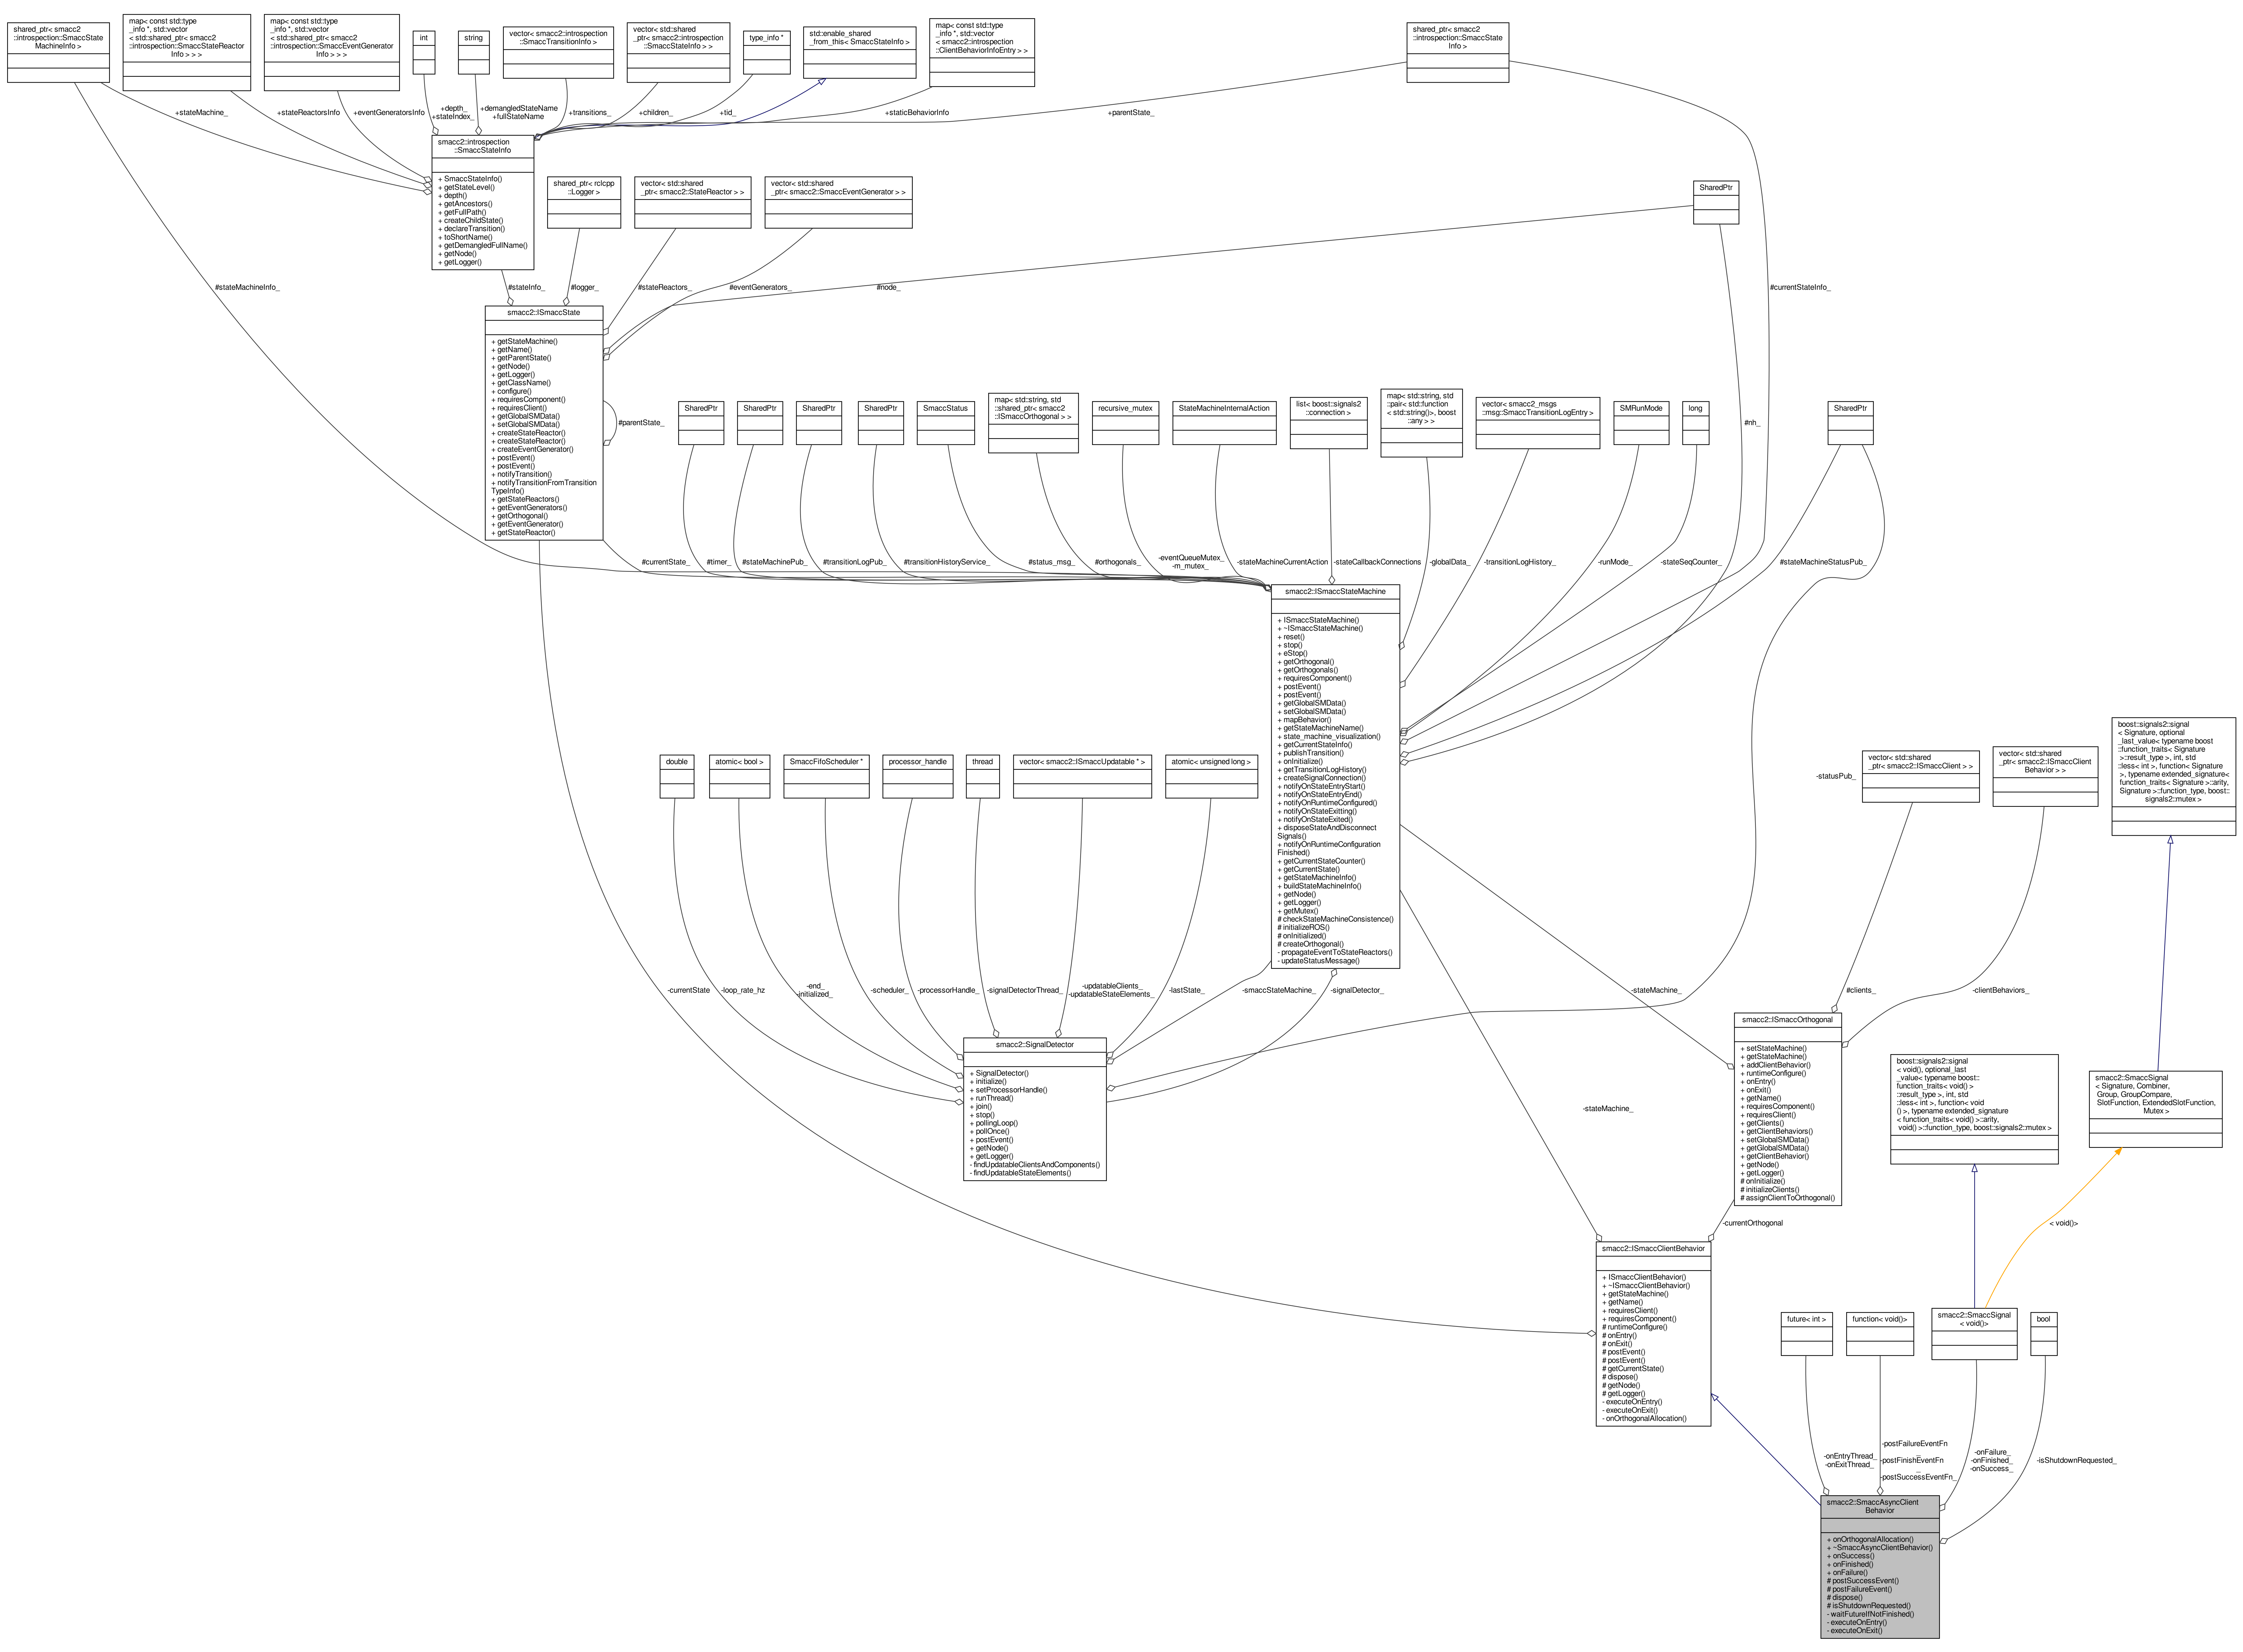 shared_ptr< smacc2
::introspection::SmaccState
MachineInfo >
map< const std::type
_info *, std::vector
< std::shared_ptr< smacc2
::introspection::SmaccStateReactor
Info > > >
map< const std::type
_info *, std::vector
< std::shared_ptr< smacc2
::introspection::SmaccEventGenerator
Info > > >
int
string
vector< smacc2::introspection
::SmaccTransitionInfo >
vector< std::shared
_ptr< smacc2::introspection
::SmaccStateInfo > >
type_info *
std::enable_shared
_from_this< SmaccStateInfo >
map< const std::type
_info *, std::vector
< smacc2::introspection
::ClientBehaviorInfoEntry > >
shared_ptr< smacc2
::introspection::SmaccState
Info >
+stateMachine_
+stateReactorsInfo
+eventGeneratorsInfo
+depth_
+stateIndex_
+demangledStateName
+fullStateName
+transitions_
+children_
+tid_
+staticBehaviorInfo
+parentState_
smacc2::introspection
::SmaccStateInfo
+ SmaccStateInfo()
+ getStateLevel()
+ depth()
+ getAncestors()
+ getFullPath()
+ createChildState()
+ declareTransition()
+ toShortName()
+ getDemangledFullName()
+ getNode()
+ getLogger()
shared_ptr< rclcpp
::Logger >
vector< std::shared
_ptr< smacc2::StateReactor > >
vector< std::shared
_ptr< smacc2::SmaccEventGenerator > >
SharedPtr
#stateMachineInfo_
#stateInfo_
#logger_
#stateReactors_
#eventGenerators_
#node_
#currentStateInfo_
smacc2::ISmaccState
+ getStateMachine()
+ getName()
+ getParentState()
+ getNode()
+ getLogger()
+ getClassName()
+ configure()
+ requiresComponent()
+ requiresClient()
+ getGlobalSMData()
+ setGlobalSMData()
+ createStateReactor()
+ createStateReactor()
+ createEventGenerator()
+ postEvent()
+ postEvent()
+ notifyTransition()
+ notifyTransitionFromTransition
TypeInfo()
+ getStateReactors()
+ getEventGenerators()
+ getOrthogonal()
+ getEventGenerator()
+ getStateReactor()
#parentState_
SharedPtr
SharedPtr
SharedPtr
SharedPtr
SmaccStatus
map< std::string, std
::shared_ptr< smacc2
::ISmaccOrthogonal > >
recursive_mutex
StateMachineInternalAction
list< boost::signals2
::connection >
map< std::string, std
::pair< std::function
< std::string()>, boost
::any > >
vector< smacc2_msgs
::msg::SmaccTransitionLogEntry >
SMRunMode
long
#nh_
SharedPtr
#currentState_
#timer_
#stateMachinePub_
#transitionLogPub_
#transitionHistoryService_
#status_msg_
#orthogonals_
-eventQueueMutex_
-m_mutex_
-stateMachineCurrentAction
-stateCallbackConnections
-globalData_
-transitionLogHistory_
-runMode_
-stateSeqCounter_
#stateMachineStatusPub_
smacc2::ISmaccStateMachine
+ ISmaccStateMachine()
+ ~ISmaccStateMachine()
+ reset()
+ stop()
+ eStop()
+ getOrthogonal()
+ getOrthogonals()
+ requiresComponent()
+ postEvent()
+ postEvent()
+ getGlobalSMData()
+ setGlobalSMData()
+ mapBehavior()
+ getStateMachineName()
+ state_machine_visualization()
+ getCurrentStateInfo()
+ publishTransition()
+ onInitialize()
+ getTransitionLogHistory()
+ createSignalConnection()
+ notifyOnStateEntryStart()
+ notifyOnStateEntryEnd()
+ notifyOnRuntimeConfigured()
+ notifyOnStateExitting()
+ notifyOnStateExited()
+ disposeStateAndDisconnect
Signals()
+ notifyOnRuntimeConfiguration
Finished()
+ getCurrentStateCounter()
+ getCurrentState()
+ getStateMachineInfo()
+ buildStateMachineInfo()
+ getNode()
+ getLogger()
+ getMutex()
# checkStateMachineConsistence()
# initializeROS()
# onInitialized()
# createOrthogonal()
- propagateEventToStateReactors()
- updateStatusMessage()
double
atomic< bool >
SmaccFifoScheduler *
processor_handle
thread
vector< smacc2::ISmaccUpdatable * >
atomic< unsigned long >
-statusPub_
vector< std::shared
_ptr< smacc2::ISmaccClient > >
vector< std::shared
_ptr< smacc2::ISmaccClient
Behavior > >
boost::signals2::signal
< Signature, optional
_last_value< typename boost
::function_traits< Signature
>::result_type >, int, std
::less< int >, function< Signature
>, typename extended_signature<
function_traits< Signature >::arity,
Signature >::function_type, boost::
signals2::mutex >
-currentState
-loop_rate_hz
-end_
-initialized_
-scheduler_
-processorHandle_
-signalDetectorThread_
-updatableClients_
-updatableStateElements_
-lastState_
-smaccStateMachine_
-signalDetector_
-stateMachine_
#clients_
-clientBehaviors_
smacc2::SignalDetector
+ SignalDetector()
+ initialize()
+ setProcessorHandle()
+ runThread()
+ join()
+ stop()
+ pollingLoop()
+ pollOnce()
+ postEvent()
+ getNode()
+ getLogger()
- findUpdatableClientsAndComponents()
- findUpdatableStateElements()
smacc2::ISmaccOrthogonal
+ setStateMachine()
+ getStateMachine()
+ addClientBehavior()
+ runtimeConfigure()
+ onEntry()
+ onExit()
+ getName()
+ requiresComponent()
+ requiresClient()
+ getClients()
+ getClientBehaviors()
+ setGlobalSMData()
+ getGlobalSMData()
+ getClientBehavior()
+ getNode()
+ getLogger()
# onInitialize()
# initializeClients()
# assignClientToOrthogonal()
boost::signals2::signal
< void(), optional_last
_value< typename boost::
function_traits< void() >
::result_type >, int, std
::less< int >, function< void
() >, typename extended_signature
< function_traits< void() >::arity,
void() >::function_type, boost::signals2::mutex >
smacc2::SmaccSignal
< Signature, Combiner,
Group, GroupCompare,
SlotFunction, ExtendedSlotFunction,
Mutex >
-stateMachine_
-currentOrthogonal
< void()>
smacc2::ISmaccClientBehavior
+ ISmaccClientBehavior()
+ ~ISmaccClientBehavior()
+ getStateMachine()
+ getName()
+ requiresClient()
+ requiresComponent()
# runtimeConfigure()
# onEntry()
# onExit()
# postEvent()
# postEvent()
# getCurrentState()
# dispose()
# getNode()
# getLogger()
- executeOnEntry()
- executeOnExit()
- onOrthogonalAllocation()
future< int >
function< void()>
smacc2::SmaccSignal
< void()>
bool
-onEntryThread_
-onExitThread_
-postFailureEventFn
_
-postFinishEventFn
_
-postSuccessEventFn_
-onFailure_
-onFinished_
-onSuccess_
-isShutdownRequested_
smacc2::SmaccAsyncClient
Behavior
+ onOrthogonalAllocation()
+ ~SmaccAsyncClientBehavior()
+ onSuccess()
+ onFinished()
+ onFailure()
# postSuccessEvent()
# postFailureEvent()
# dispose()
# isShutdownRequested()
- waitFutureIfNotFinished()
- executeOnEntry()
- executeOnExit()